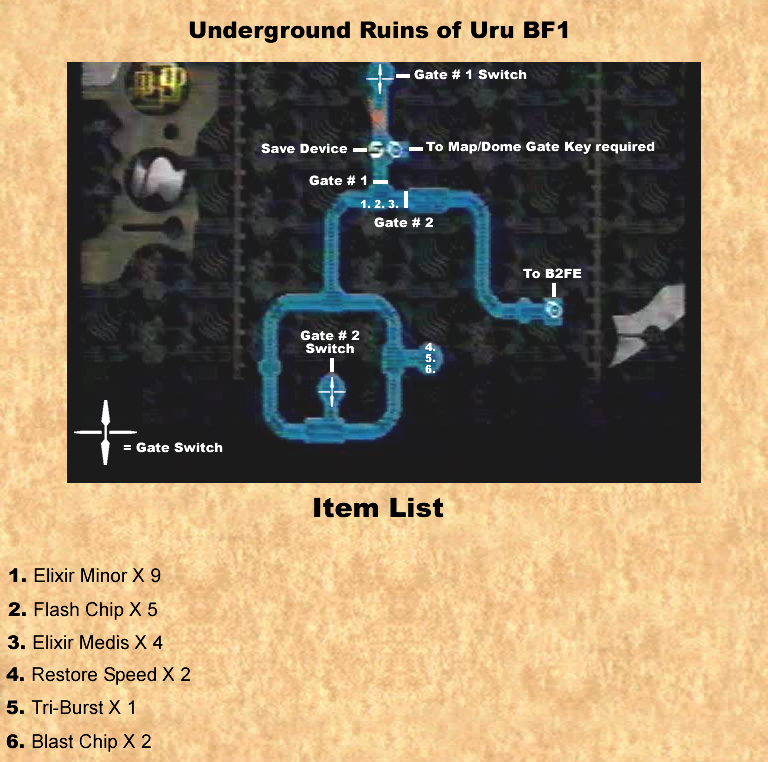 Underground Ruins of Uru BF1
Gate # 1 Switch
Save Device
To Map/Dome Gate Key required
Gate # 1
1. 2. 3.
Gate # 2
To B2FE
Gate # 2
Switch
4.
5.
6.
= Gate Switch
Item List
1. Elixir Minor X 9
2. Flash Chip X 5
3. Elixir Medis X 4
4. Restore Speed X 2
5. Tri-Burst X 1
6. Blast Chip X 2